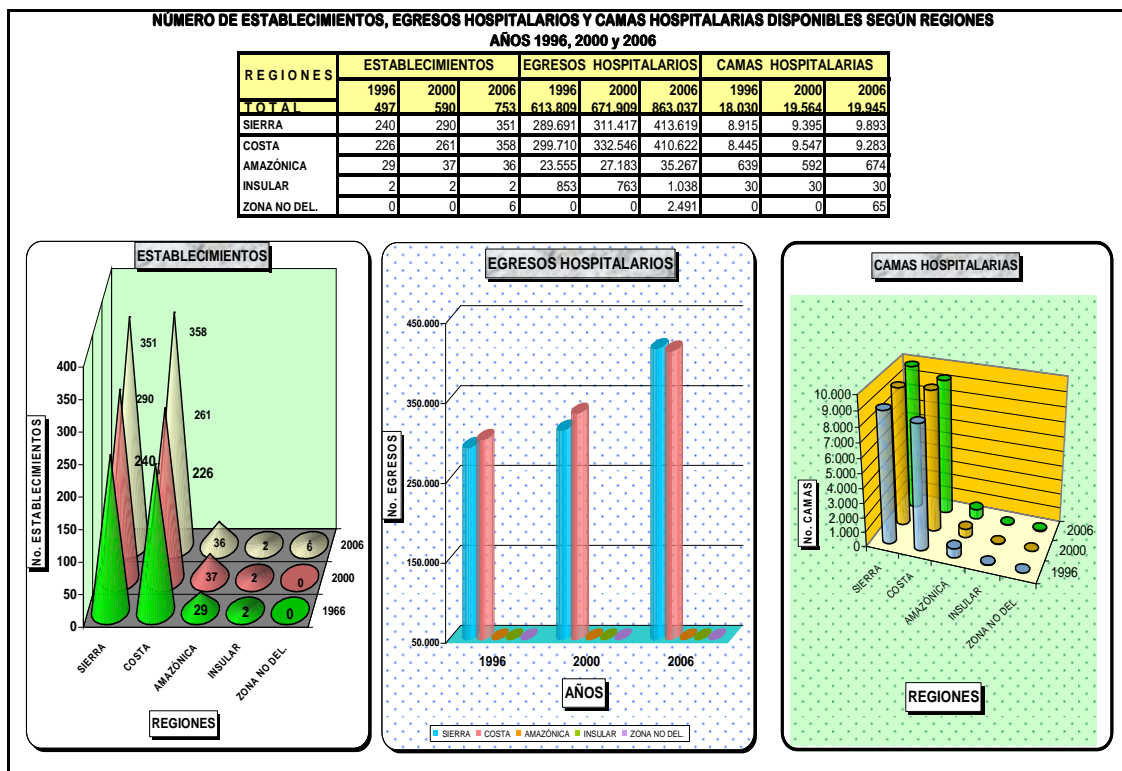 NÚMERO DE ESTABLECIMIENTOS, EGRESOS HOSPITALARIOS Y CAMAS HOSPITALARIAS DISPONIBLES SEGÚN REGIONES
AÑOS 1996, 2000 y 2006
REGIONES ESTABLECIMIENTOS EGRESOS HOSPITALARIOS CAMAS HOSPITALARIAS
1996 2000 2006 1996 2000 2006 1996 2000 2006
TOTAL 497 590 753 613.809 671.909 863.037 18.030 19.564 19.945
SIERRA 240 290 351 289.691 311.417 413.619 8.915 9.395 9.893
COSTA 226 261 358 299.710 332.546 410.622 8.445 9.547 9.283
AMAZÓNICA 29 37 36 23.555 27.183 35.267 639 592 674
INSULAR 2 2 2 853 763 1.038 30 30 30
ZONA NO DEL. 0 0 6 0 0 2.491 0 0 65
ESTABLECIMIENTOS
No. ESTABLECIMIENTOS
400
350
300
250
200
150
100
50
0
351 358
290 261
240 226
36 2 6
37 2 0
29 2 0
2006
2000
1966
SIERRA COSTA AMAZÓNICA INSULAR ZONA NO DEL.
REGIONES
EGRESOS HOSPITALARIOS
No. EGRESOS
450.000
350.000
250.000
150.000
50.000
1996 2000 2006
AÑOS
SIERRA COSTA AMAZÓNICA INSULAR ZONA NO DEL.
CAMAS HOSPITALARIAS
No. CAMAS
10.000
9.000
8.000
7.000
6.000
5.000
4.000
3.000
2.000
1.000
0
2006
2000
1996
SIERRA COSTA AMAZÓNICA INSULAR ZONA NO DEL.
REGIONES